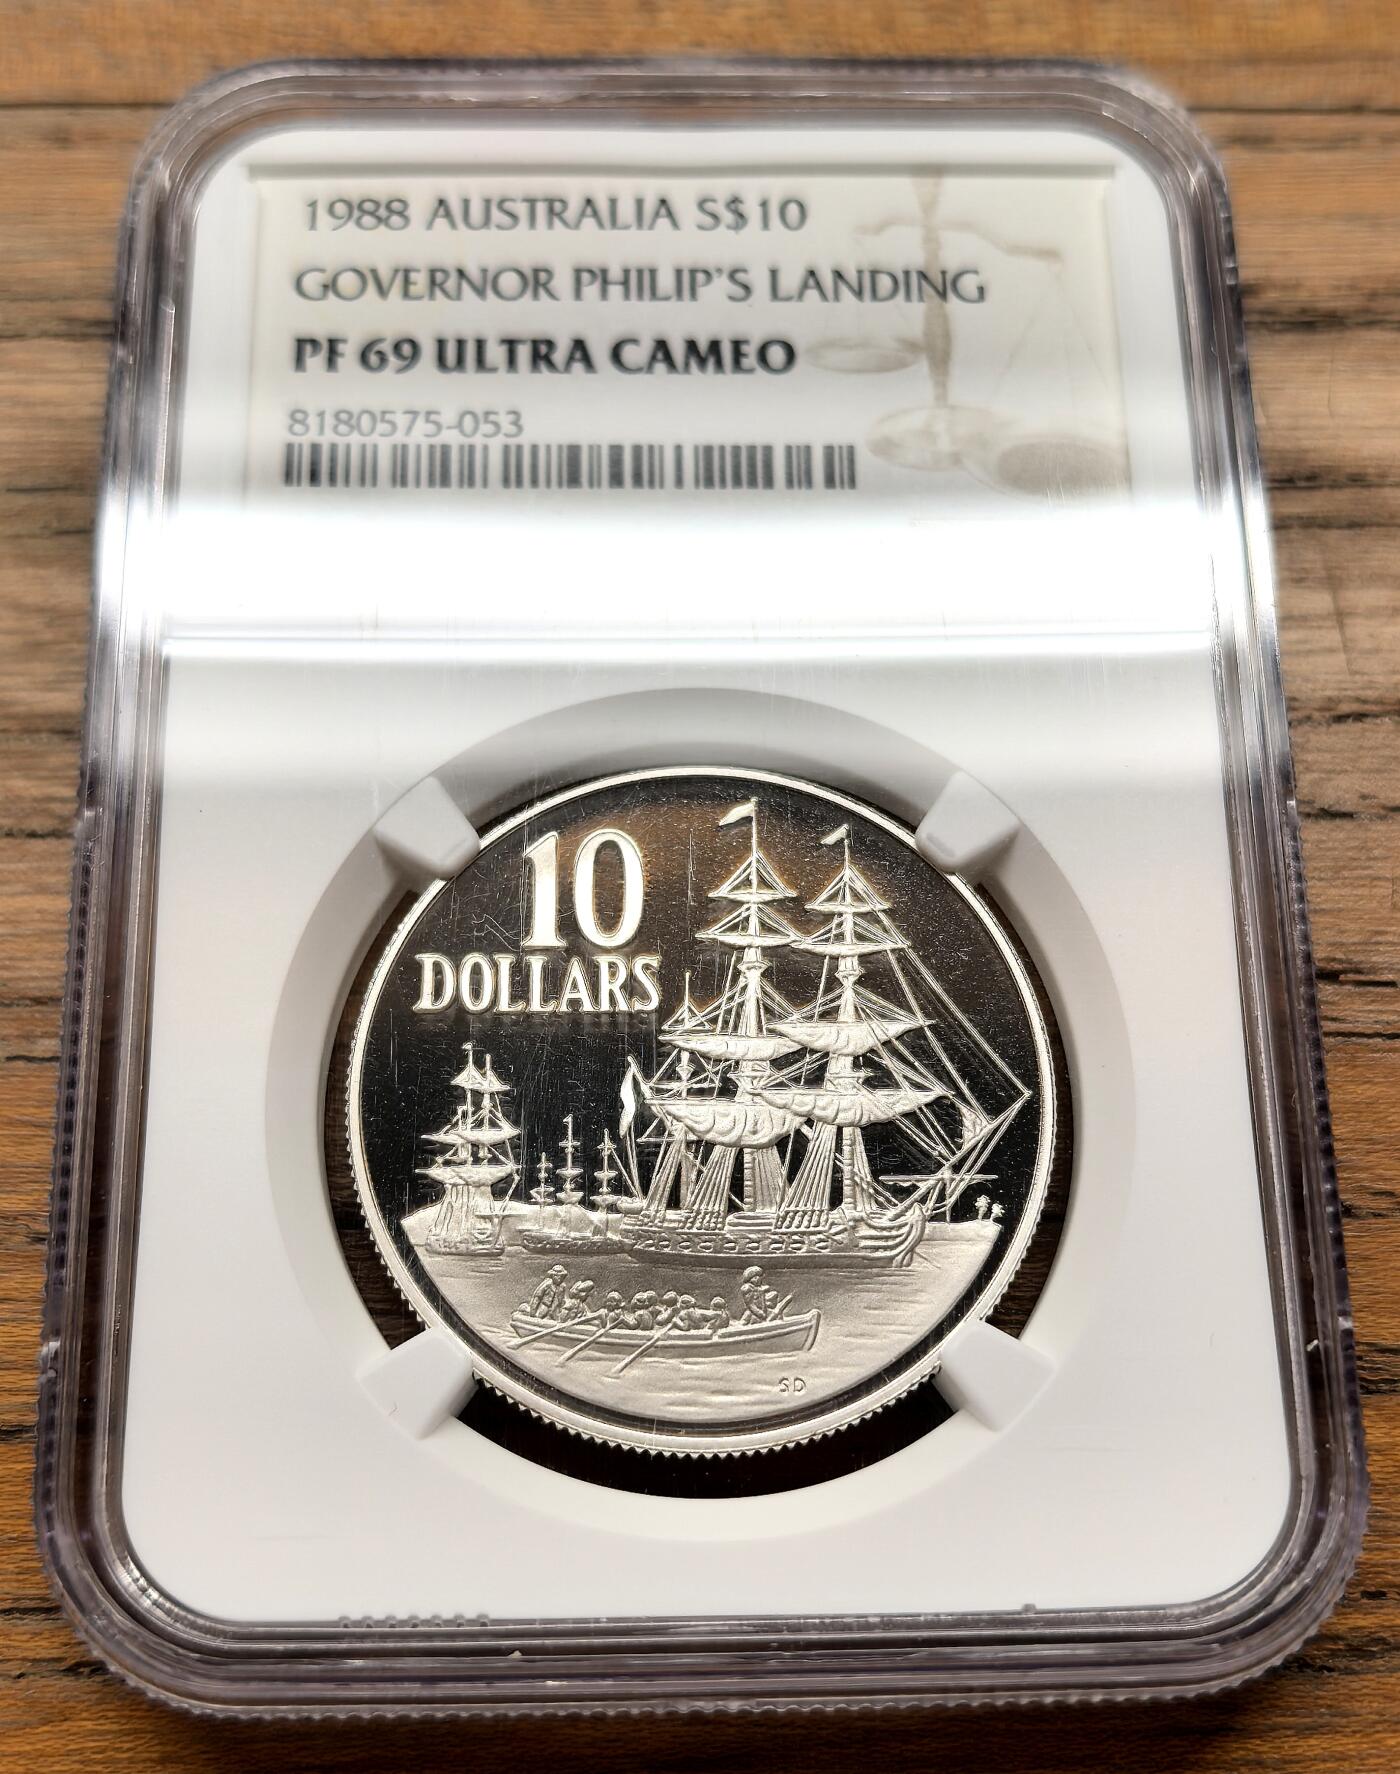 1988 AUSTRALIA S$10
GOVERNOR PHILIP'S LANDING
PF 69 ULTRA CAMEO
8180575-053
10
DOLLARS
SD